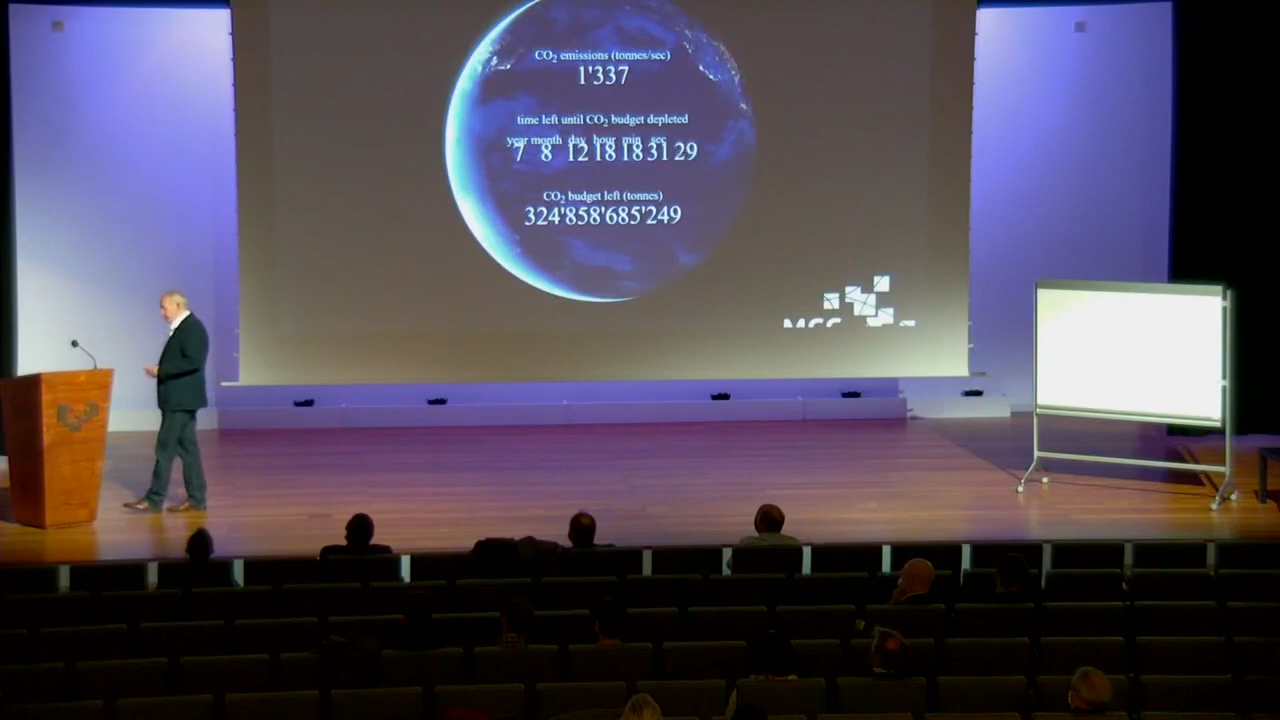 CO₂ emissions (tonnes/sec)
1'337
time left until CO₂ budget depleted
year month day hour min sec
7 8 12 18 18 31 29
CO₂ budget left (tonnes)
324'858'685'249
MCC